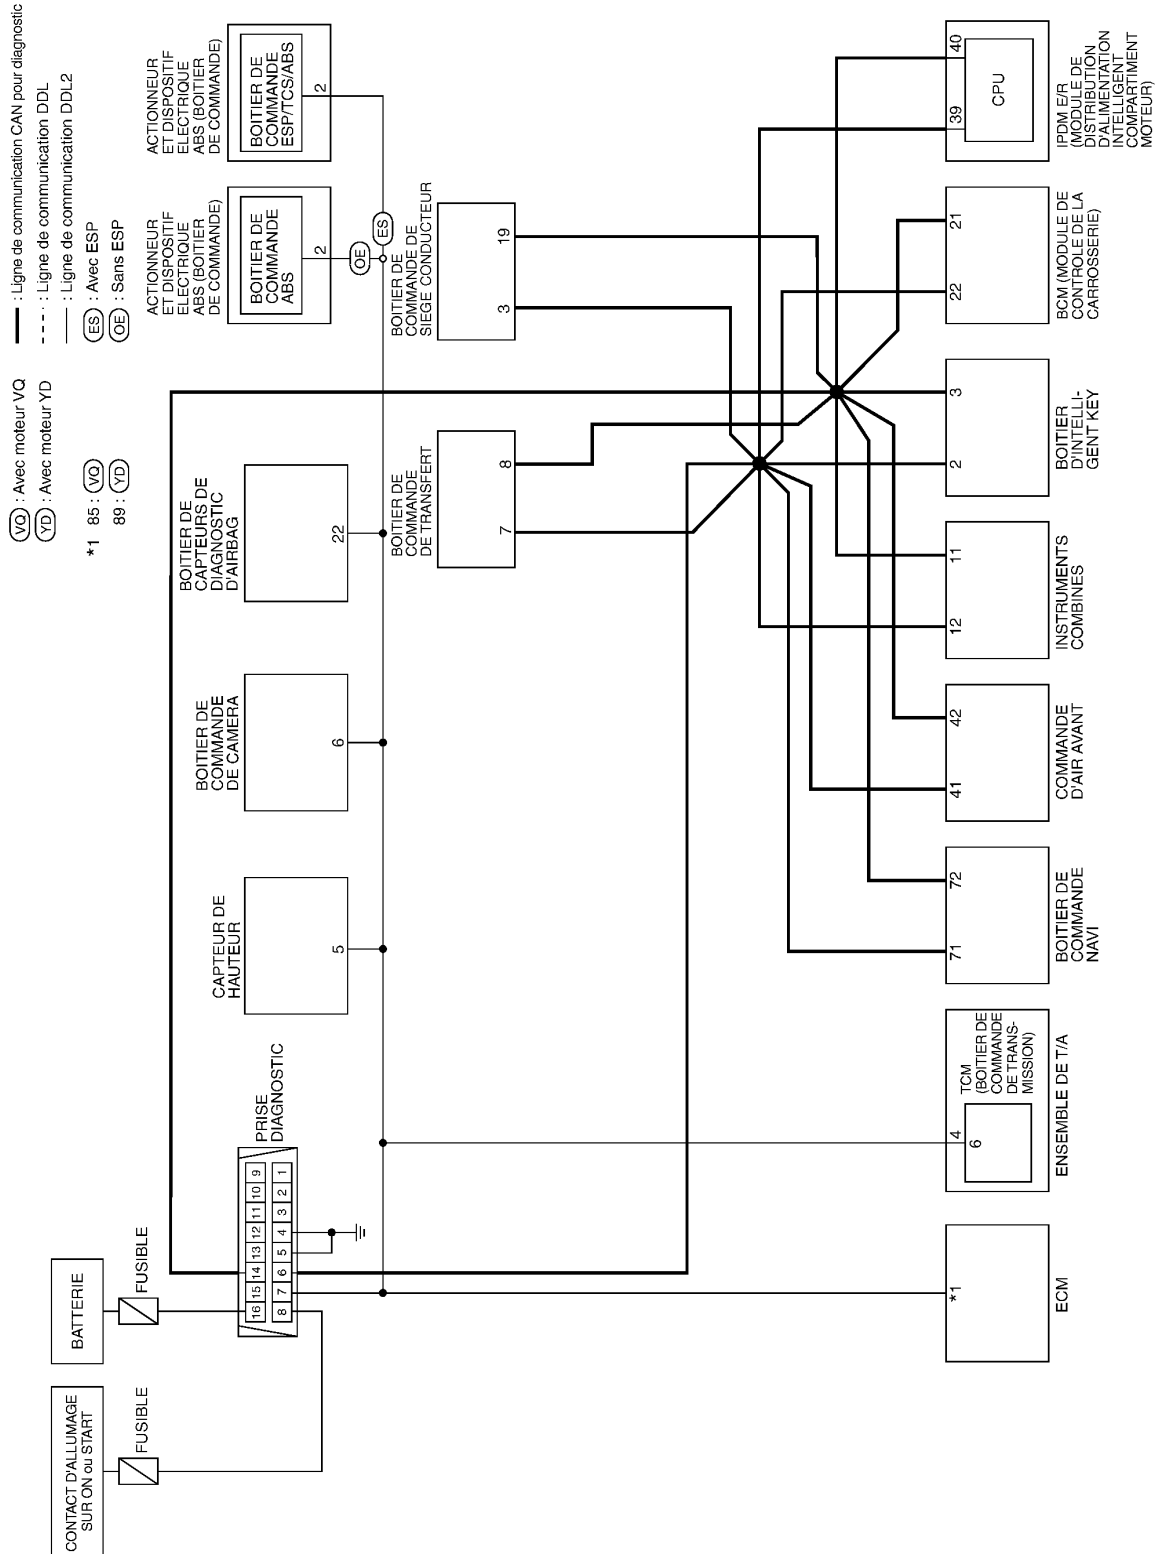 CONTACT D'ALLUMAGE
SUR ON ou START
FUSIBLE
BATTERIE
FUSIBLE
PRISE
DIAGNOSTIC
16 15 14 13 12 11 10 9
8 7 6 5 4 3 2 1
CAPTEUR DE
HAUTEUR
5
BOITIER DE
COMMANDE
DE CAMERA
6
BOITIER DE
CAPTEURS DE
DIAGNOSTIC
D'AIRBAG
22
VQ : Avec moteur VQ
YD : Avec moteur YD
*1 85 : VQ
89 : YD
: Ligne de communication CAN pour diagnostic
: Ligne de communication DDL
: Ligne de communication DDL2
ES : Avec ESP
OE : Sans ESP
ACTIONNEUR
ET DISPOSITIF
ELECTRIQUE
ABS (BOITIER
DE COMMANDE)
BOITIER DE
COMMANDE
ABS
2
ACTIONNEUR
ET DISPOSITIF
ELECTRIQUE
ABS (BOITIER
DE COMMANDE)
BOITIER DE
COMMANDE
ESP/TCS/ABS
2
OE
ES
BOITIER DE
COMMANDE
DE TRANSFERT
7 8
BOITIER DE
COMMANDE DE
SIEGE CONDUCTEUR
3 19
*1
ECM
4
6
TCM
(BOITIER DE
COMMANDE
DE TRANS-
MISSION)
ENSEMBLE DE T/A
71 72
BOITIER DE
COMMANDE
NAVI
41 42
COMMANDE
D'AIR AVANT
12 11
INSTRUMENTS
COMBINES
2 3
BOITIER
D'INTELLI-
GENT KEY
22 21
BCM (MODULE DE
CONTROLE DE LA
CARROSSERIE)
39 40
CPU
IPDM E/R
(MODULE DE
DISTRIBUTION
D'ALIMENTATION
INTELLIGENT
COMPARTIMENT
MOTEUR)